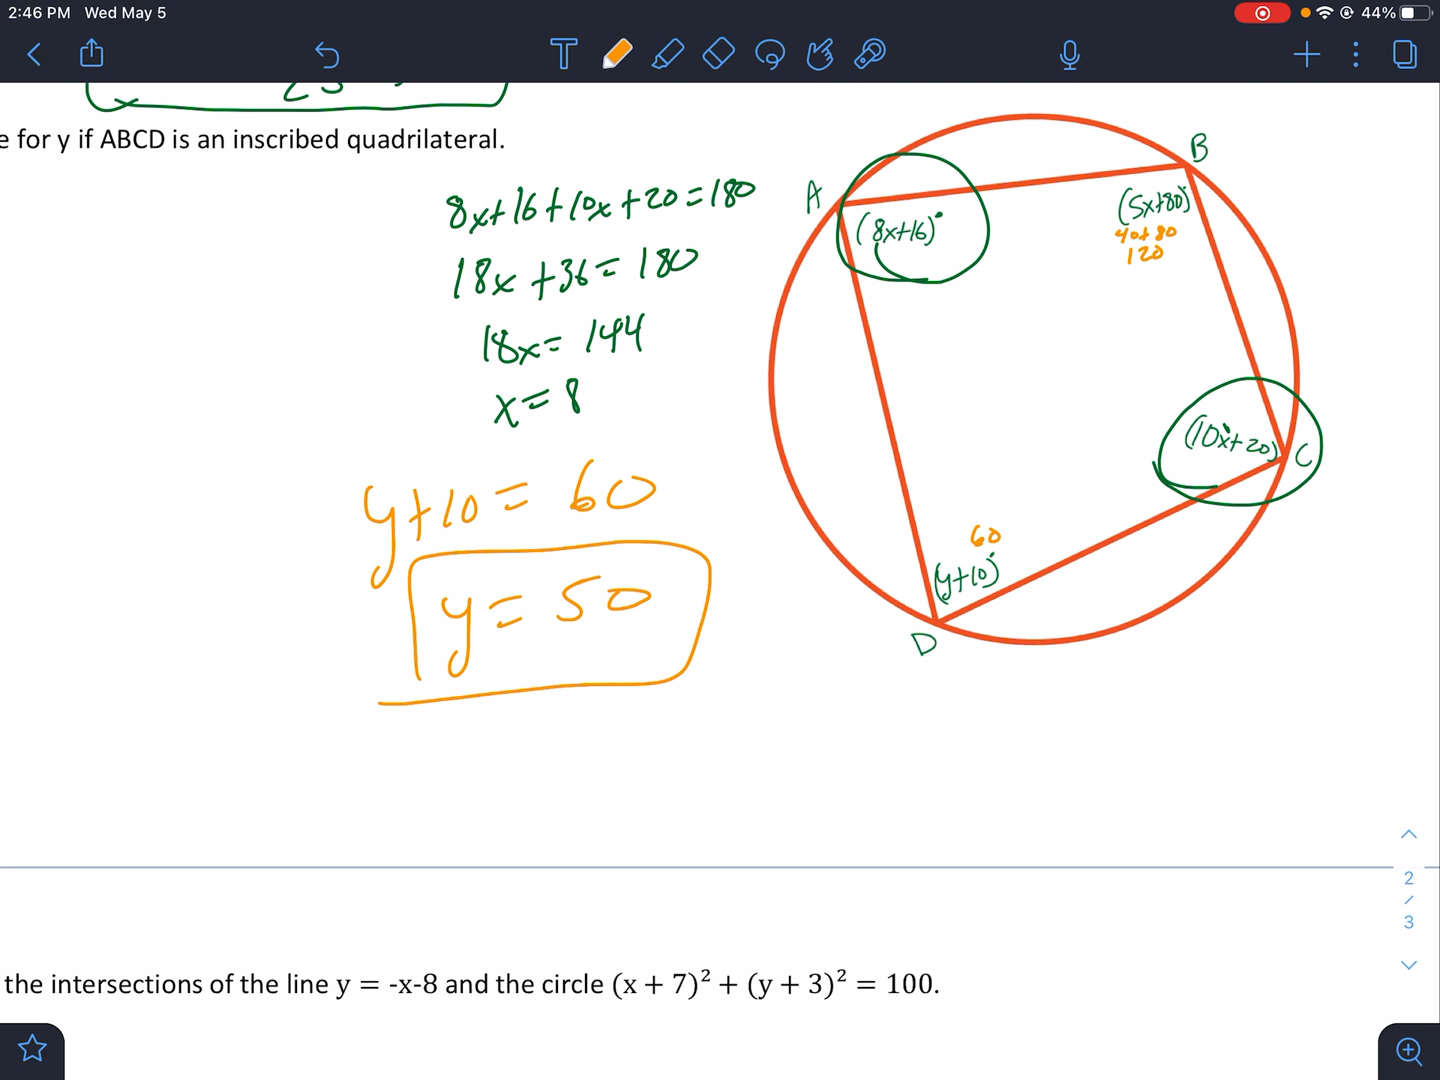 2:46 PM Wed May 5
44%
T
e for y if ABCD is an inscribed quadrilateral.
8x+16+10x+20=180
18x+36=180
18x=144
x=8
y+10=60
y=50
A
B
(8x+16)°
(5x+80)°
40+80
120
(10x+20)°
C
60
(y+10)°
D
2
/
3
the intersections of the line y = -x-8 and the circle (x + 7)² + (y + 3)² = 100.